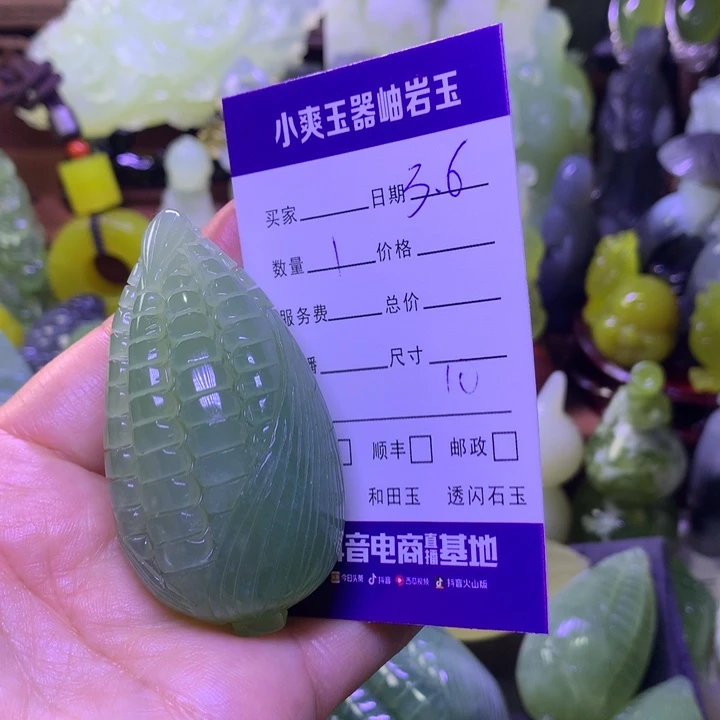 小爽玉器岫岩玉
买家 日期 3.6
数量 1 价格
服务费 总价
播 尺寸
10
顺丰 邮政
和田玉 透闪石玉
抖音电商直播基地
今日头条 抖音 西瓜视频 抖音火山版